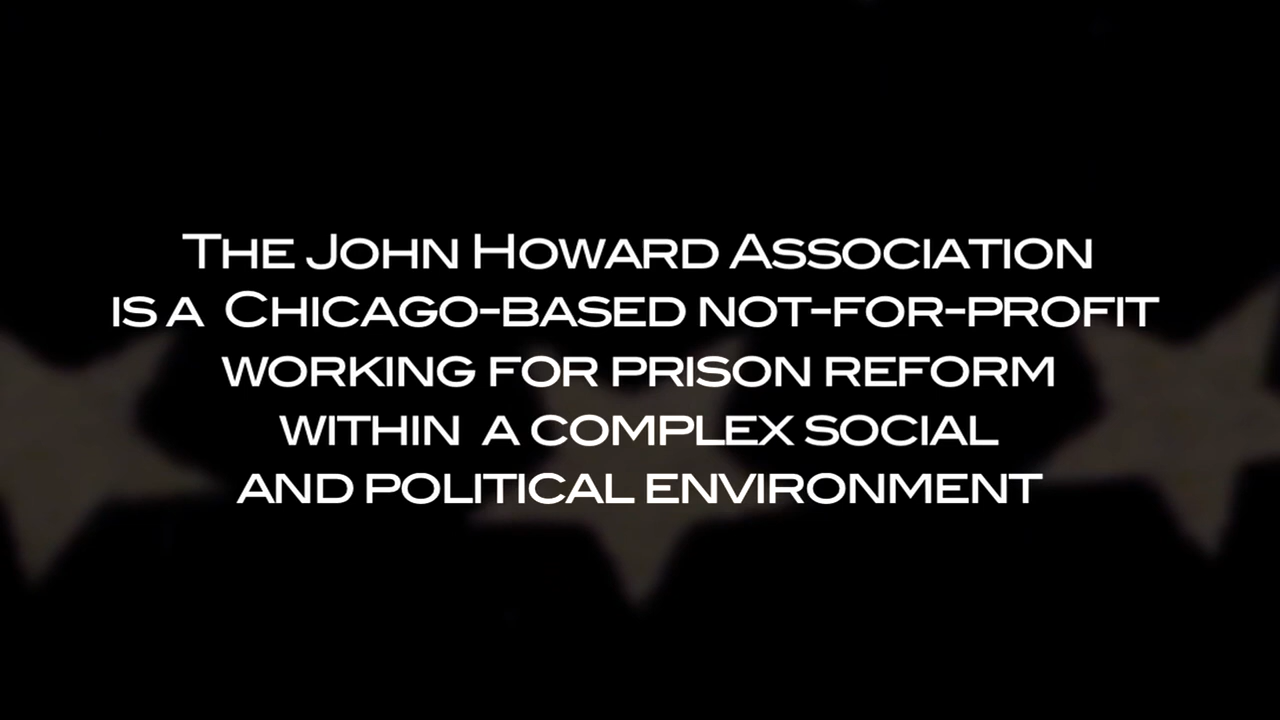 The John Howard Association
is a Chicago-based not-for-profit
working for prison reform
within a complex social
and political environment